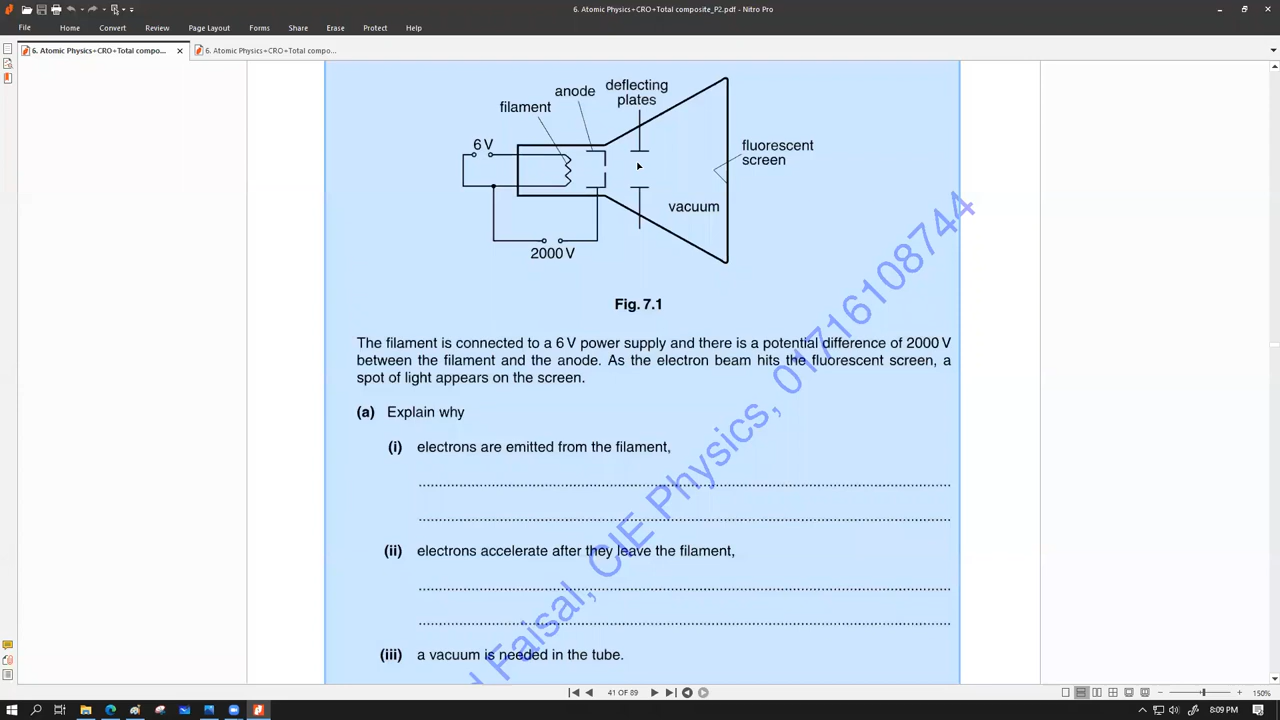 6. Atomic Physics+CRO+Total composite_P2.pdf - Nitro Pro
File Home Convert Review Page Layout Forms Share Erase Protect Help
6. Atomic Physics+CRO+Total compo... 6. Atomic Physics+CRO+Total compo...
deflecting
plates
anode
filament
6 V
fluorescent
screen
vacuum
2000 V
Fig. 7.1
The filament is connected to a 6 V power supply and there is a potential difference of 2000 V
between the filament and the anode. As the electron beam hits the fluorescent screen, a
spot of light appears on the screen.
(a) Explain why
(i) electrons are emitted from the filament,
(ii) electrons accelerate after they leave the filament,
(iii) a vacuum is needed in the tube.
Faisal, CIE Physics, 01716108744
41 OF 89
150%
8:09 PM